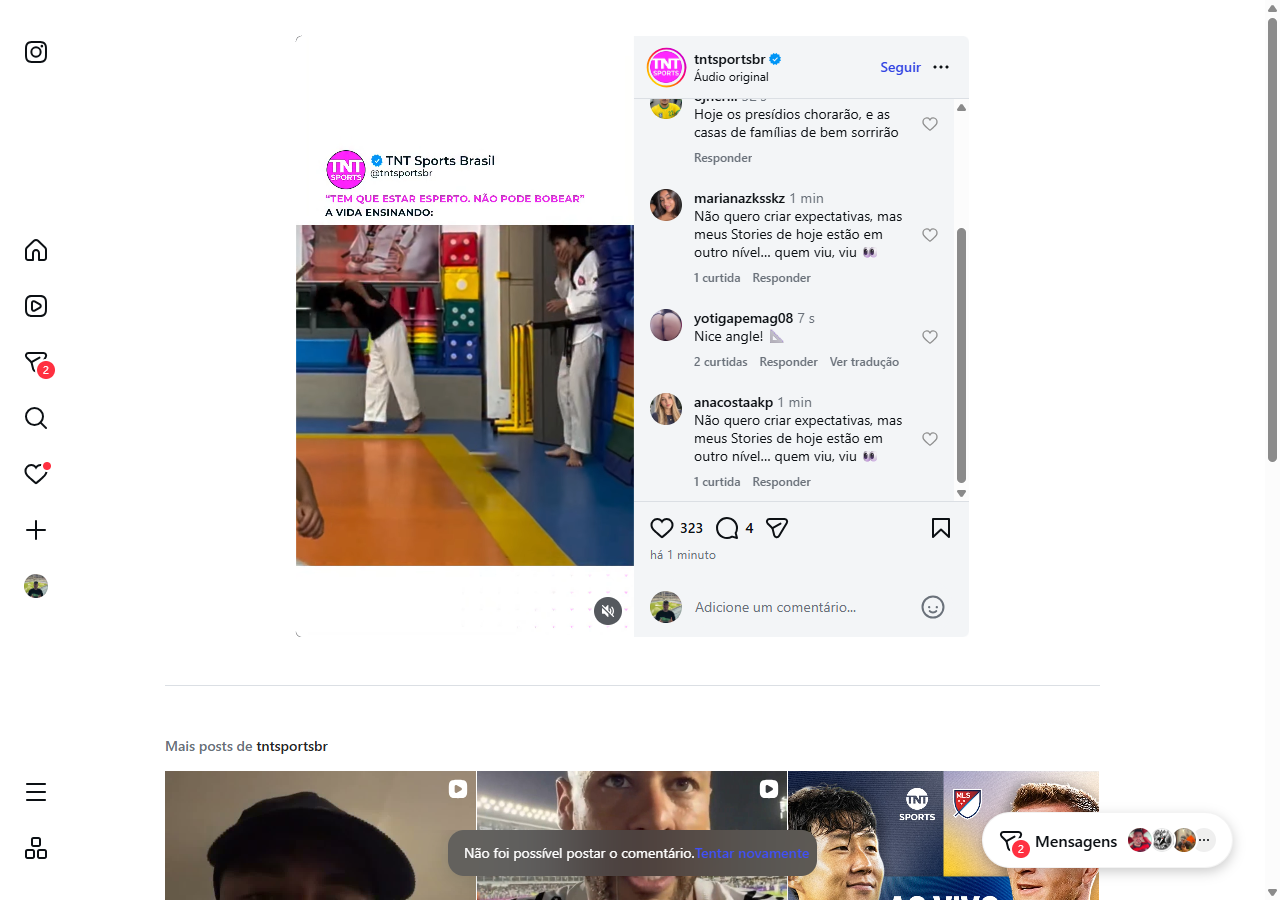 tntsportsbr
Áudio original
Seguir
Hoje os presídios chorarão, e as
casas de famílias de bem sorrirão
Responder
marianazksskz 1 min
Não quero criar expectativas, mas
meus Stories de hoje estão em
outro nível... quem viu, viu 👀
1 curtida Responder
yotigapemag08 7 s
Nice angle! 📐
2 curtidas Responder Ver tradução
anacostaakp 1 min
Não quero criar expectativas, mas
meus Stories de hoje estão em
outro nível... quem viu, viu 👀
1 curtida Responder
323 4
há 1 minuto
Adicione um comentário...
TNT SPORTS
TNT Sports Brasil
@tntsportsbr
“TEM QUE ESTAR ESPERTO. NÃO PODE BOBEAR”
A VIDA ENSINANDO:
2
Mais posts de tntsportsbr
TNT
SPORTS
MLS
Não foi possível postar o comentário.Tentar novamente
2
Mensagens
AO VIVO